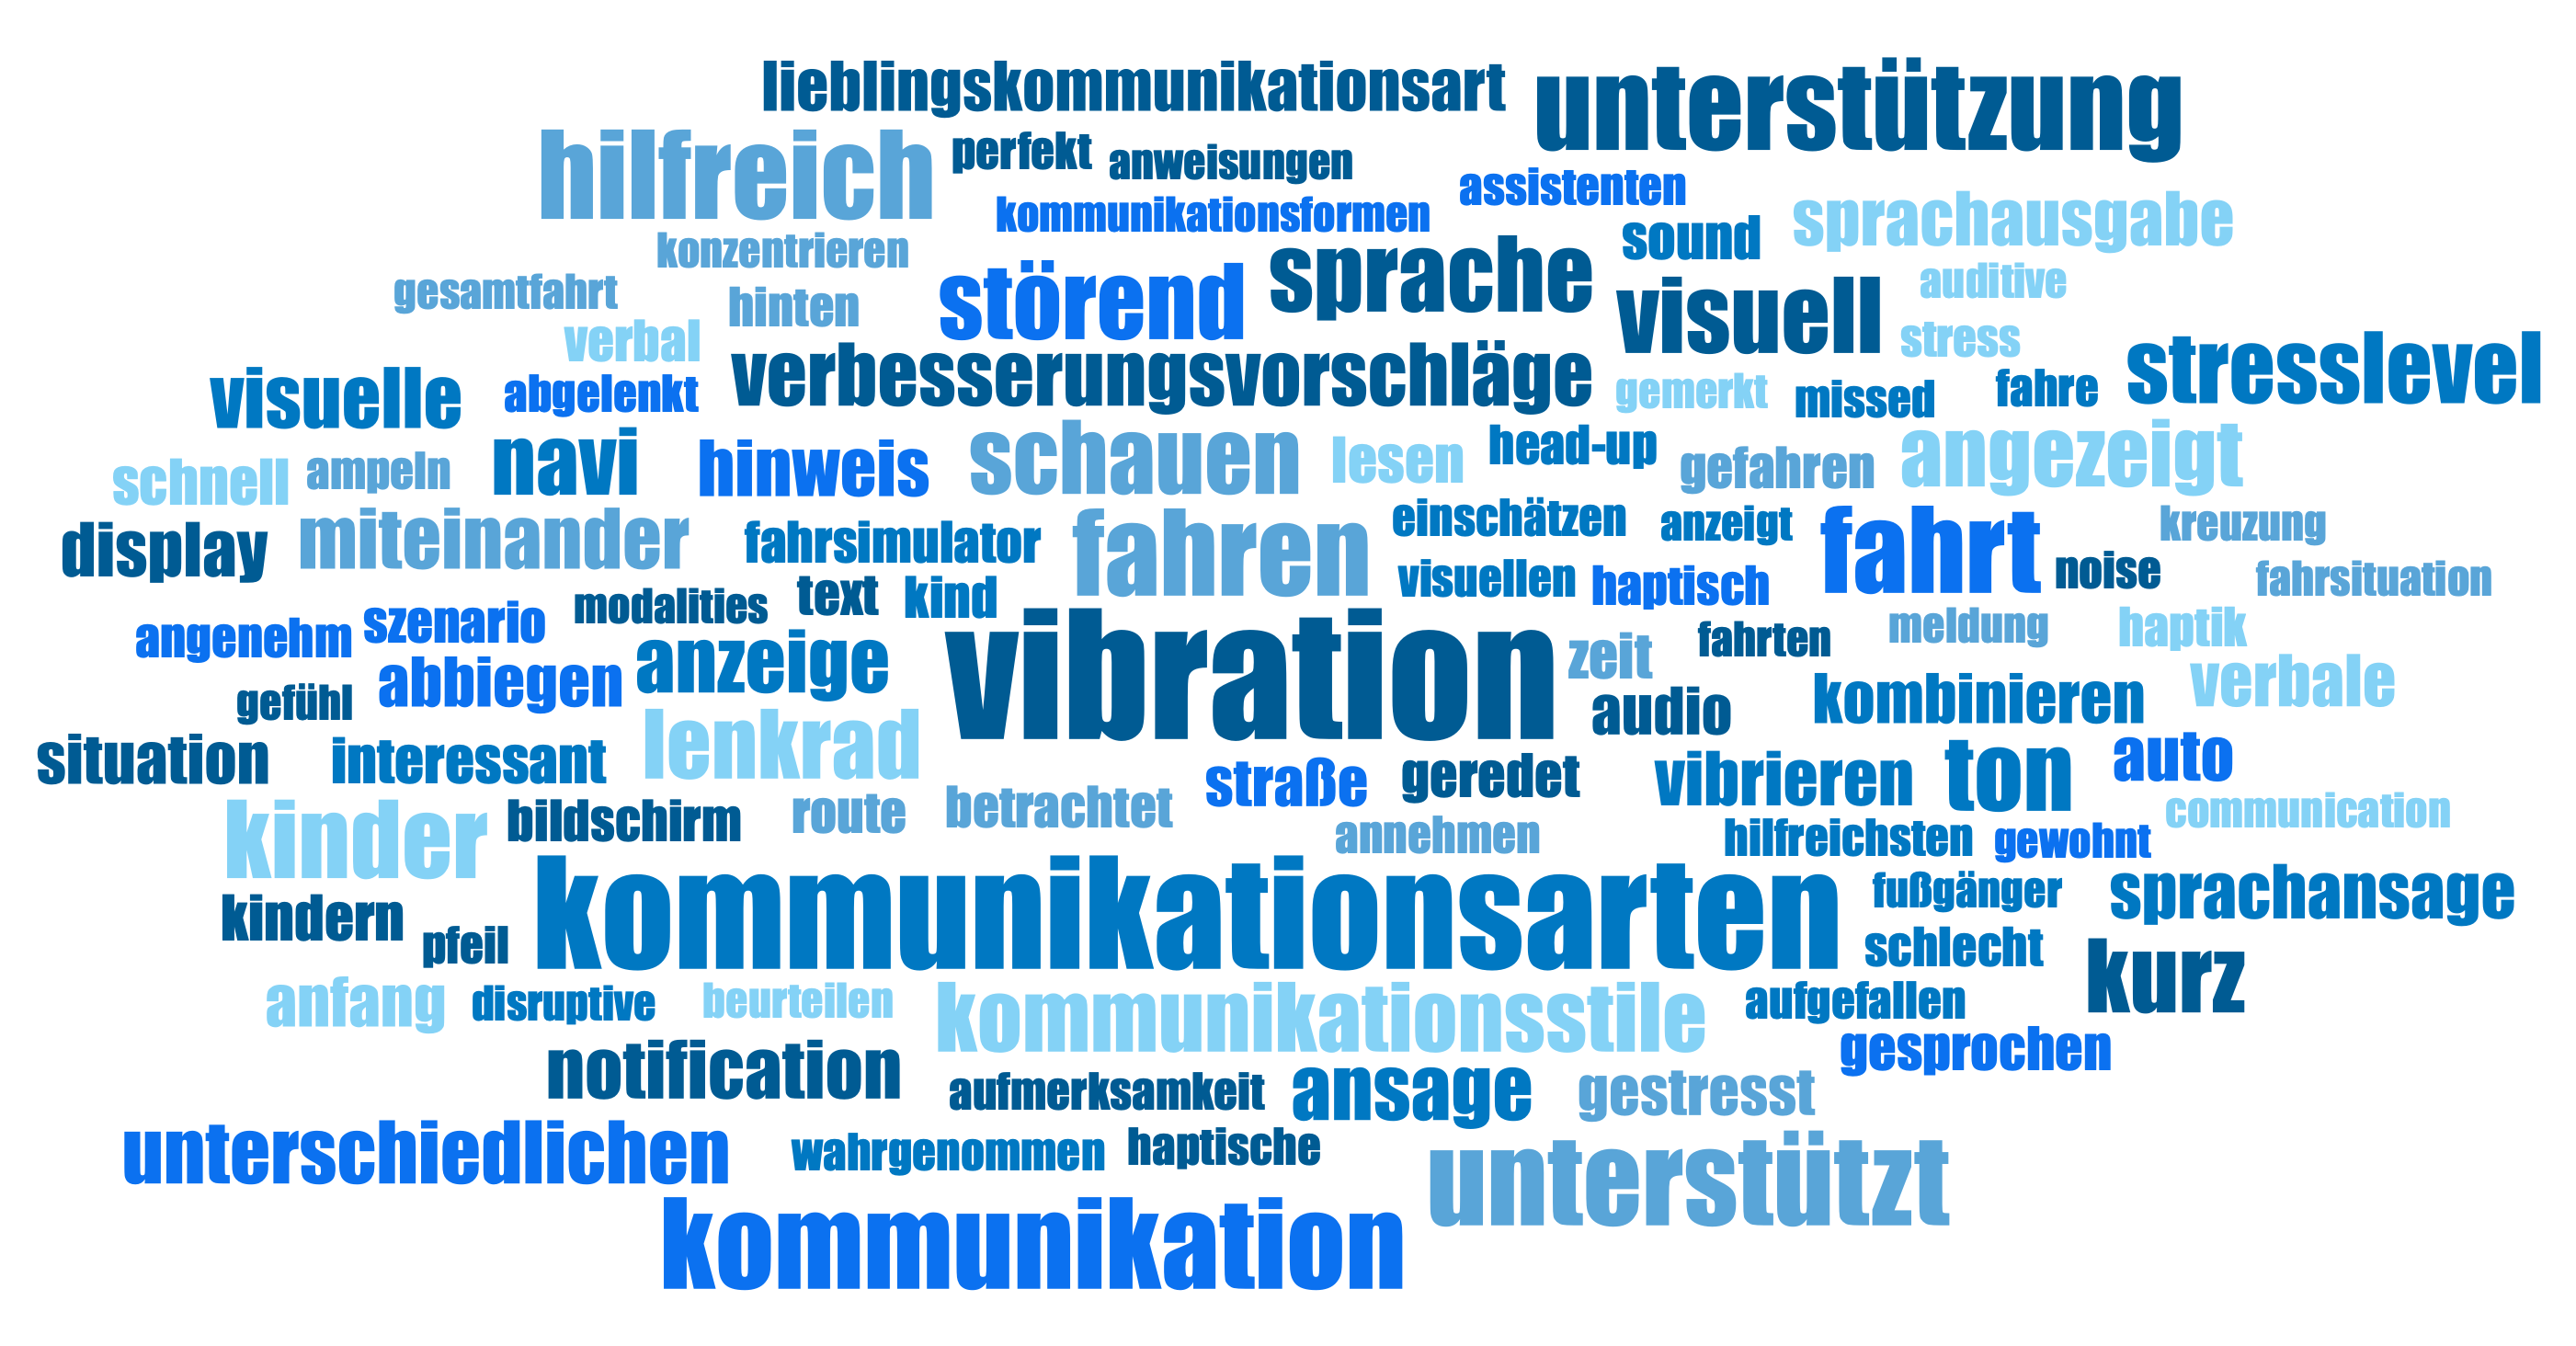 lieblingskommunikationsart unterstützung
hilfreich perfekt anweisungen assistenten
kommunikationsformen sound sprachausgabe
konzentrieren störend sprache visuell auditive
gesamtfahrt hinten verbal stress
visuelle abgelenkt verbesserungsvorschläge gemerkt missed fahre stresslevel
schnell ampeln navi hinweis schauen lesen head-up gefahren angezeigt
display miteinander fahrsimulator fahren einschätzen anzeigt fahrt kreuzung
modalities text kind visuellen haptisch noise fahrsituation
angenehm szenario anzeige vibration zeit fahrten meldung haptik
gefühl abbiegen audio kombinieren verbale
situation interessant lenkrad straße geredet vibrieren ton auto
kinder bildschirm route betrachtet annehmen hilfreichsten gewohnt communication
kindern pfeil kommunikationsarten fußgänger sprachansage
schlecht kurz
anfang disruptive beurteilen kommunikationsstile aufgefallen
gesprochen
notification aufmerksamkeit ansage gestresst
unterschiedlichen wahrgenommen haptische unterstützt
kommunikation